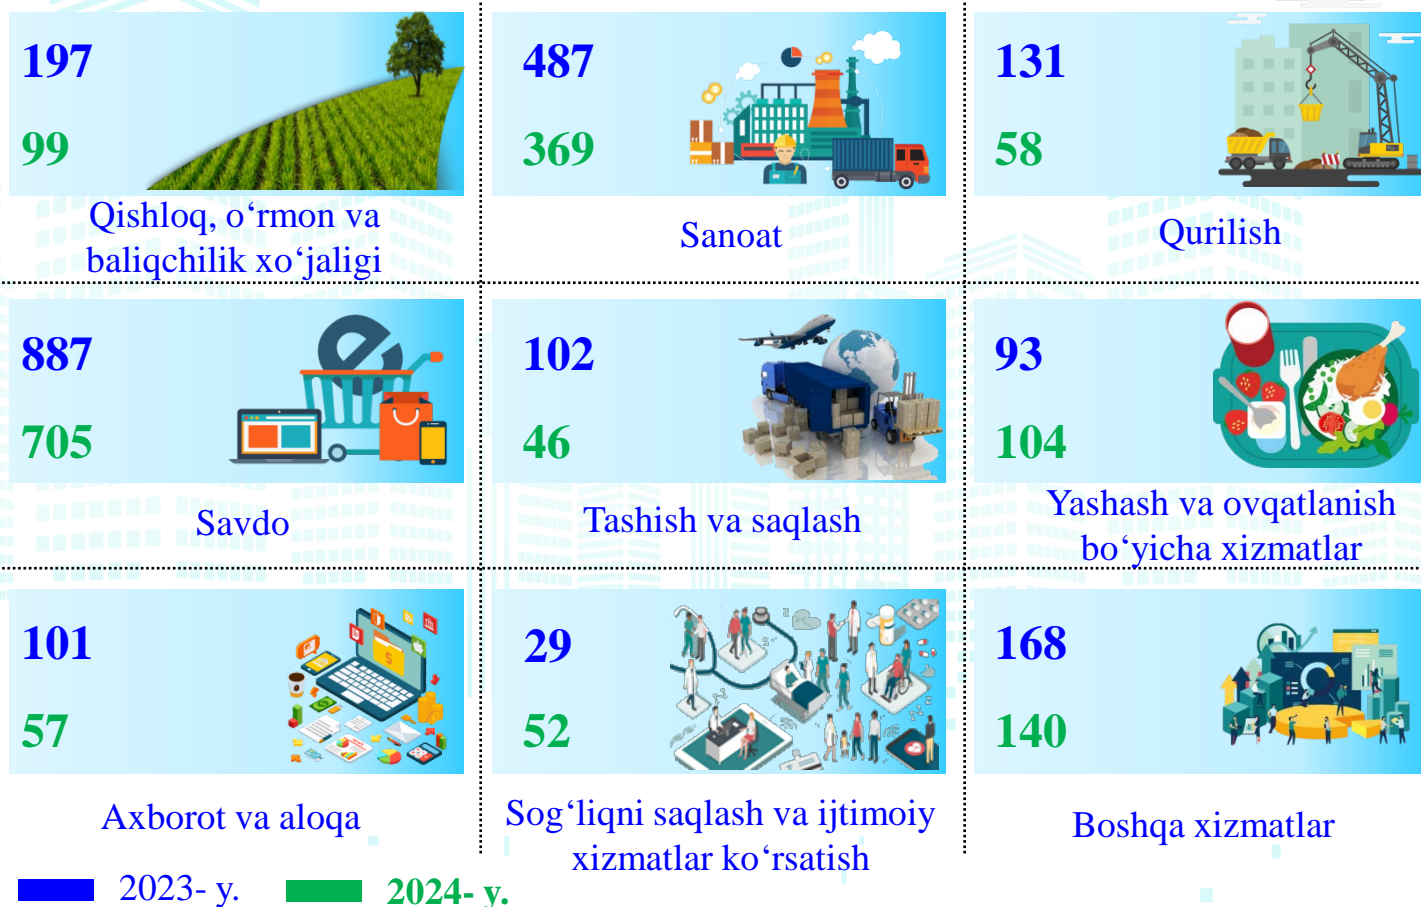 197
99
Qishloq, o‘rmon va
baliqchilik xo‘jaligi
487
369
Sanoat
131
58
Qurilish
887
705
Savdo
102
46
Tashish va saqlash
93
104
Yashash va ovqatlanish
bo‘yicha xizmatlar
101
57
Axborot va aloqa
29
52
Sog‘liqni saqlash va ijtimoiy
xizmatlar ko‘rsatish
168
140
Boshqa xizmatlar
2023- y.
2024- y.